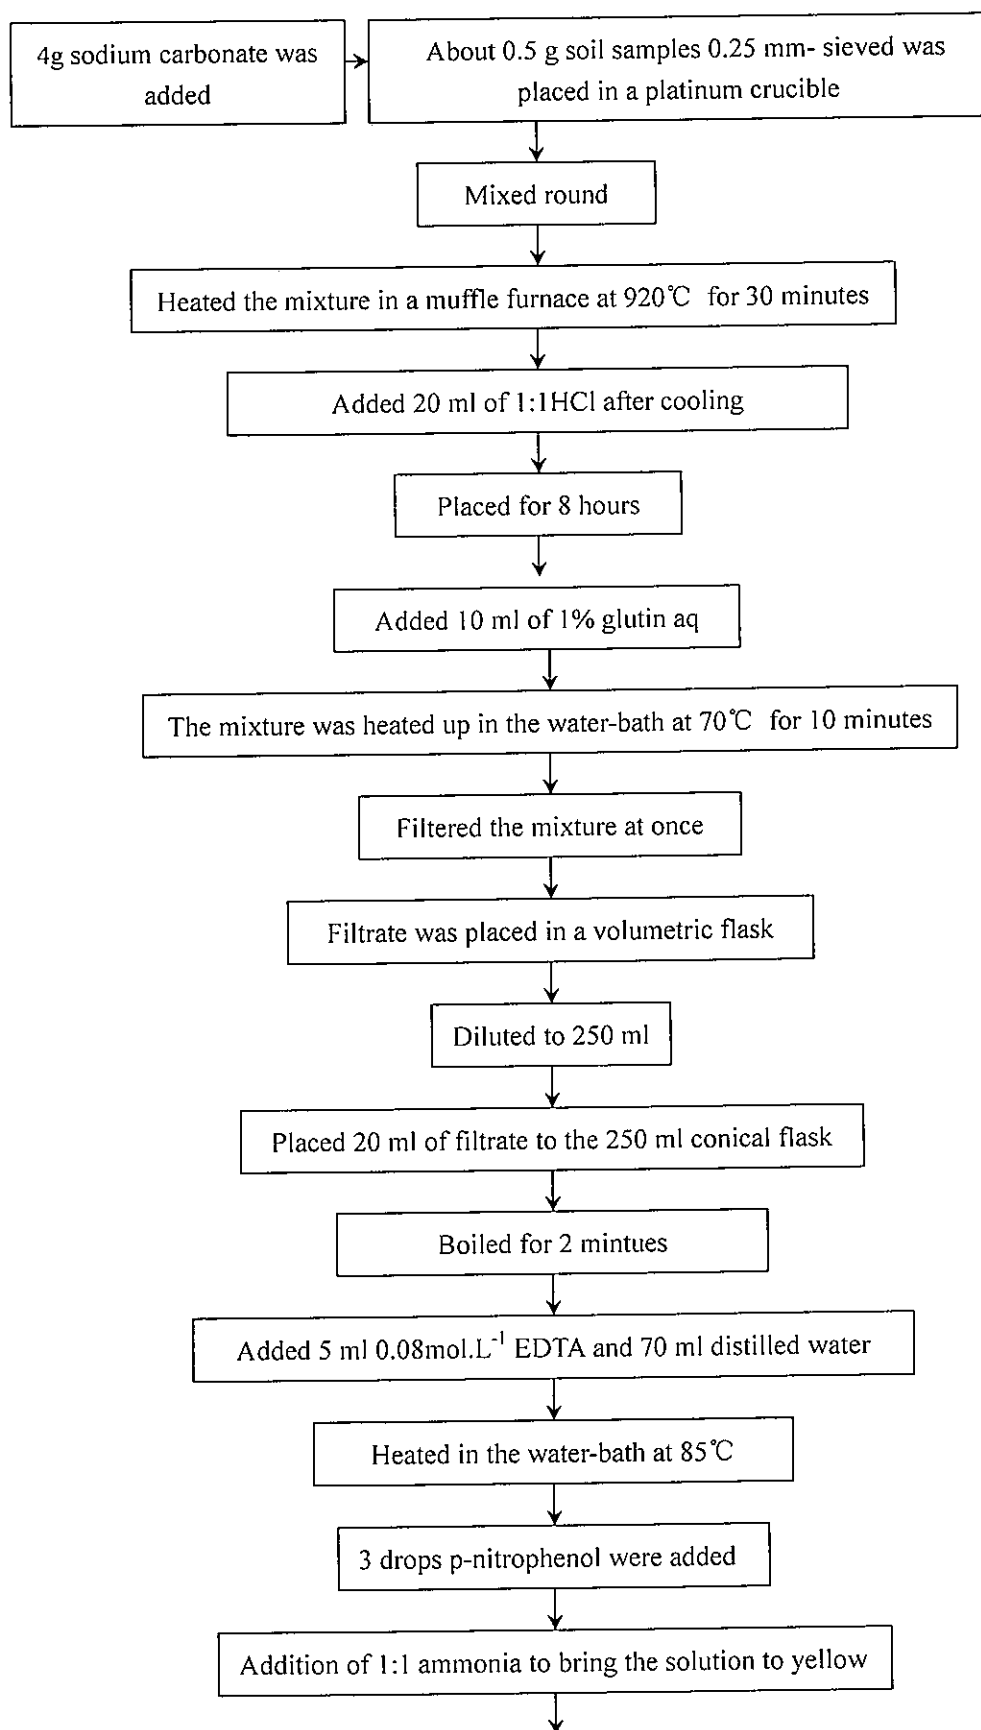 4g sodium carbonate was
added
About 0.5 g soil samples 0.25 mm- sieved was
placed in a platinum crucible
Mixed round
Heated the mixture in a muffle furnace at 920℃ for 30 minutes
Added 20 ml of 1:1HCl after cooling
Placed for 8 hours
Added 10 ml of 1% glutin aq
The mixture was heated up in the water-bath at 70℃ for 10 minutes
Filtered the mixture at once
Filtrate was placed in a volumetric flask
Diluted to 250 ml
Placed 20 ml of filtrate to the 250 ml conical flask
Boiled for 2 mintues
Added 5 ml 0.08mol.L⁻¹ EDTA and 70 ml distilled water
Heated in the water-bath at 85℃
3 drops p-nitrophenol were added
Addition of 1:1 ammonia to bring the solution to yellow